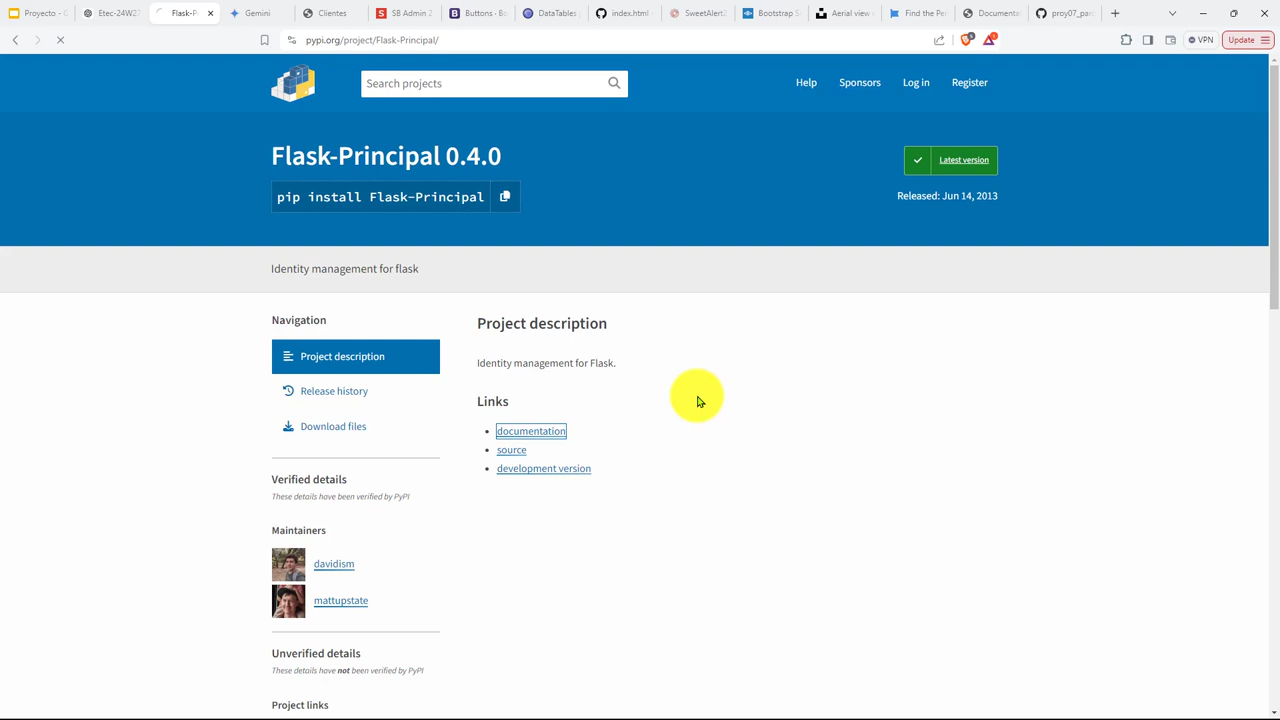 Proyecto - G
Etec-24W27
Flask-Pr
Gemini
Clientes
SB Admin 2
Buttons · Bo
DataTables |
index.html
SweetAlert2
Bootstrap S
Aerial view
Find the Per
Documenta
proy07_parc
pypi.org/project/Flask-Principal/
VPN
Update
Search projects
Help
Sponsors
Log in
Register
Flask-Principal 0.4.0
Latest version
pip install Flask-Principal
Released: Jun 14, 2013
Identity management for flask
Navigation
Project description
Release history
Download files
Verified details
These details have been verified by PyPI
Maintainers
davidism
mattupstate
Unverified details
These details have not been verified by PyPI
Project links
Project description
Identity management for Flask.
Links
documentation
source
development version